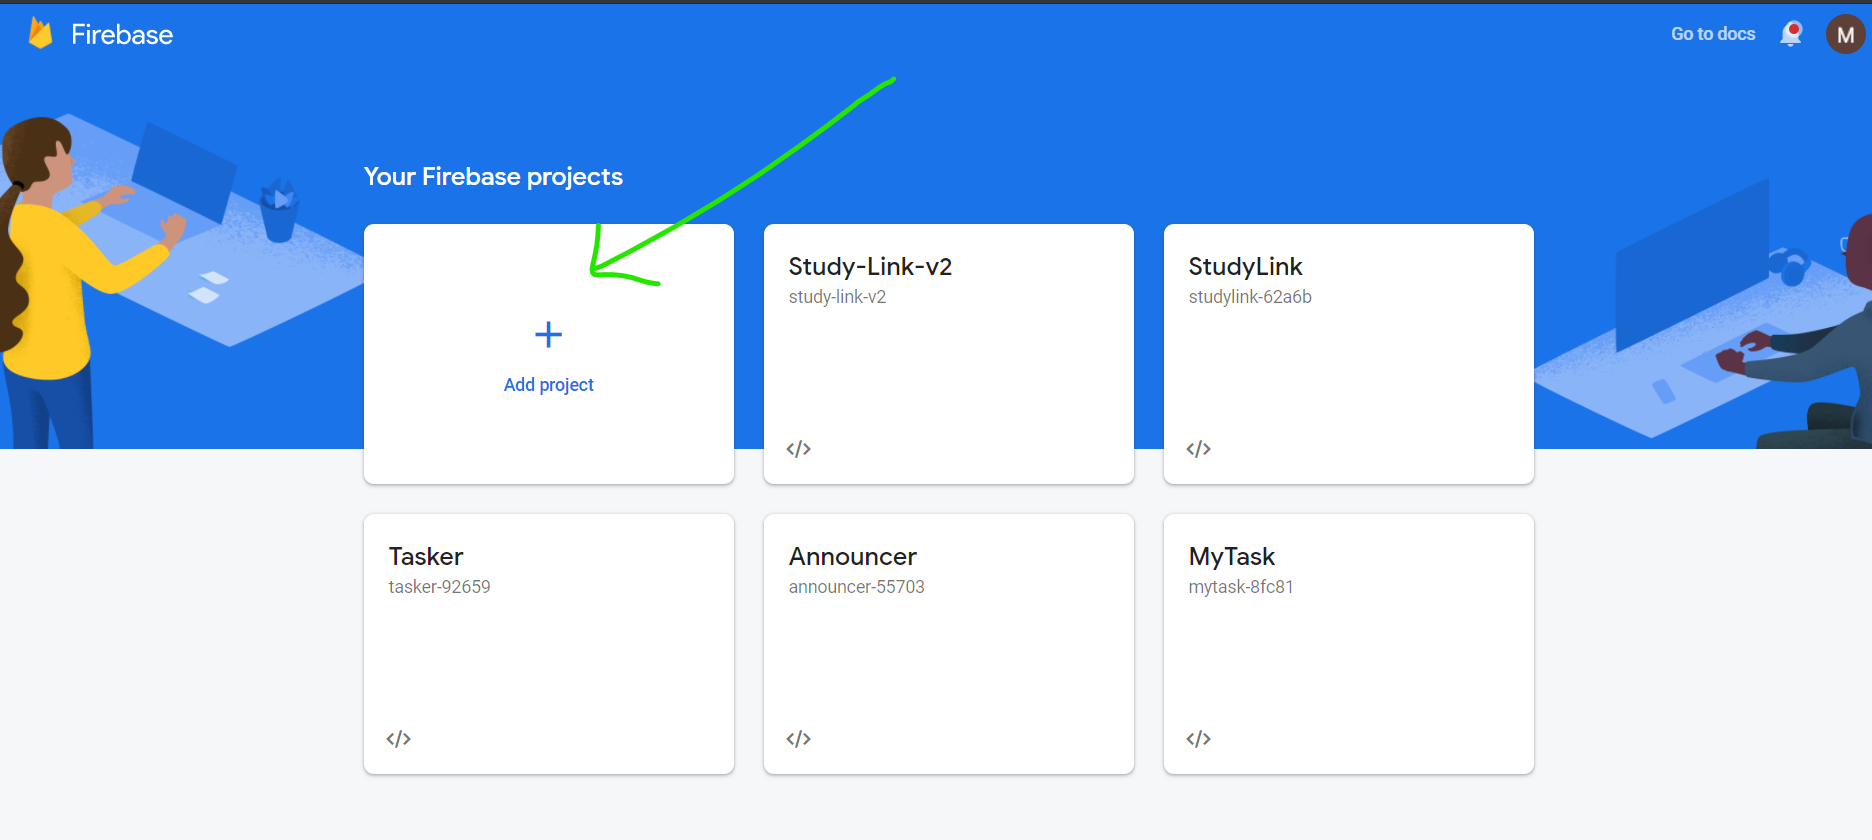 Firebase
Go to docs
M
Your Firebase projects
Add project
Study-Link-v2
study-link-v2
</>
StudyLink
studylink-62a6b
</>
Tasker
tasker-92659
</>
Announcer
announcer-55703
</>
MyTask
mytask-8fc81
</>